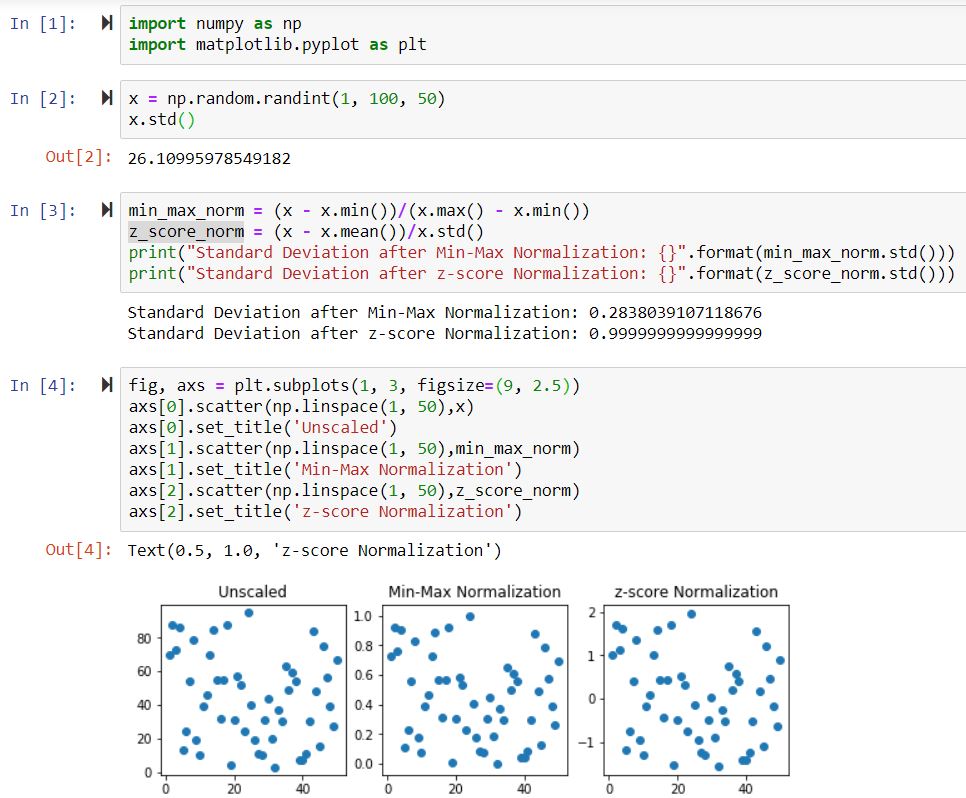 In [1]:
import numpy as np
import matplotlib.pyplot as plt
In [2]:
x = np.random.randint(1, 100, 50)
x.std()
Out[2]: 26.10995978549182
In [3]:
min_max_norm = (x - x.min())/(x.max() - x.min())
z_score_norm = (x - x.mean())/x.std()
print("Standard Deviation after Min-Max Normalization: {}".format(min_max_norm.std()))
print("Standard Deviation after z-score Normalization: {}".format(z_score_norm.std()))
Standard Deviation after Min-Max Normalization: 0.2838039107118676
Standard Deviation after z-score Normalization: 0.9999999999999999
In [4]:
fig, axs = plt.subplots(1, 3, figsize=(9, 2.5))
axs[0].scatter(np.linspace(1, 50),x)
axs[0].set_title('Unscaled')
axs[1].scatter(np.linspace(1, 50),min_max_norm)
axs[1].set_title('Min-Max Normalization')
axs[2].scatter(np.linspace(1, 50),z_score_norm)
axs[2].set_title('z-score Normalization')
Out[4]: Text(0.5, 1.0, 'z-score Normalization')
Unscaled
80
60
40
20
0
0 20 40
Min-Max Normalization
1.0
0.8
0.6
0.4
0.2
0.0
0 20 40
z-score Normalization
2
1
0
−1
0 20 40